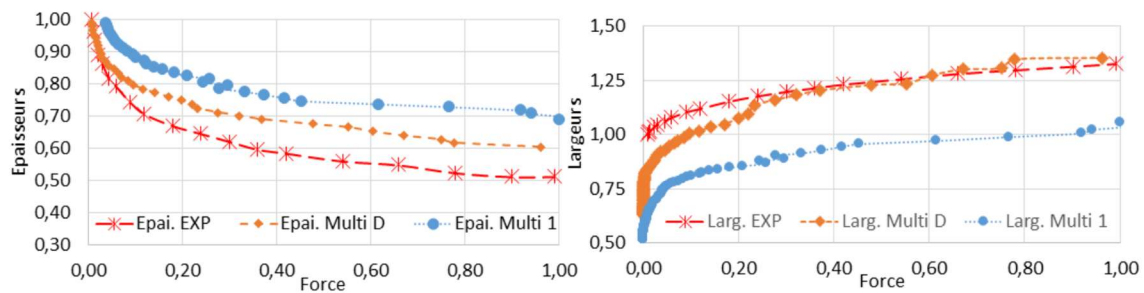 1,00
0,90
0,80
0,70
0,60
0,50
0,40
0,30
Epaisseurs
Epai. EXP Epai. Multi D Epai. Multi 1
0,00 0,20 0,40 0,60 0,80 1,00
Force
1,50
1,25
1,00
0,75
0,50
Largeurs
Larg. EXP Larg. Multi D Larg. Multi 1
0,00 0,20 0,40 0,60 0,80 1,00
Force